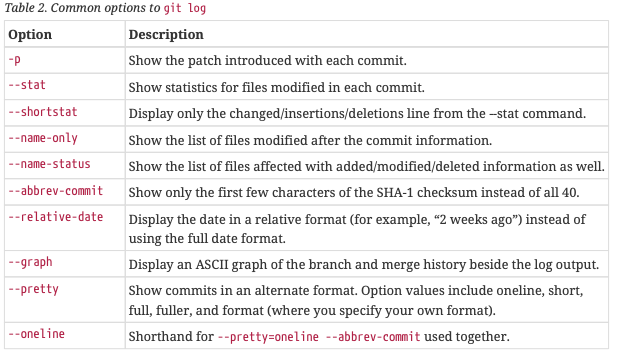 Table 2. Common options to git log
Option Description
-p Show the patch introduced with each commit.
--stat Show statistics for files modified in each commit.
--shortstat Display only the changed/insertions/deletions line from the --stat command.
--name-only Show the list of files modified after the commit information.
--name-status Show the list of files affected with added/modified/deleted information as well.
--abbrev-commit Show only the first few characters of the SHA-1 checksum instead of all 40.
--relative-date Display the date in a relative format (for example, “2 weeks ago”) instead of
using the full date format.
--graph Display an ASCII graph of the branch and merge history beside the log output.
--pretty Show commits in an alternate format. Option values include oneline, short,
full, fuller, and format (where you specify your own format).
--oneline Shorthand for --pretty=oneline --abbrev-commit used together.